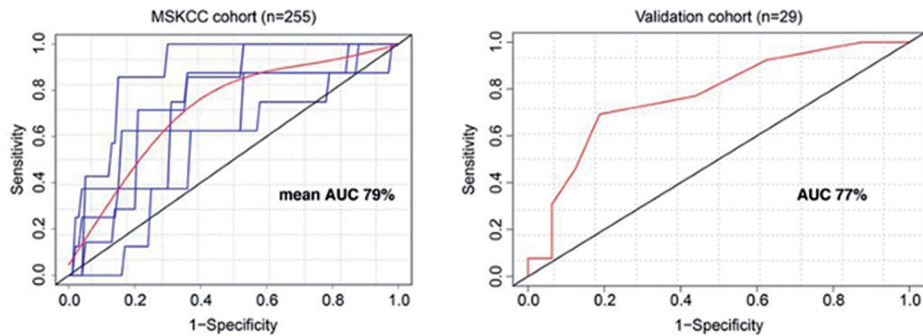 MSKCC cohort (n=255)
Sensitivity
1.0
0.8
0.6
0.4
0.2
0.0
mean AUC 79%
0.0 0.2 0.4 0.6 0.8 1.0
1−Specificity
Validation cohort (n=29)
Sensitivity
1.0
0.8
0.6
0.4
0.2
0.0
AUC 77%
0.0 0.2 0.4 0.6 0.8 1.0
1−Specificity